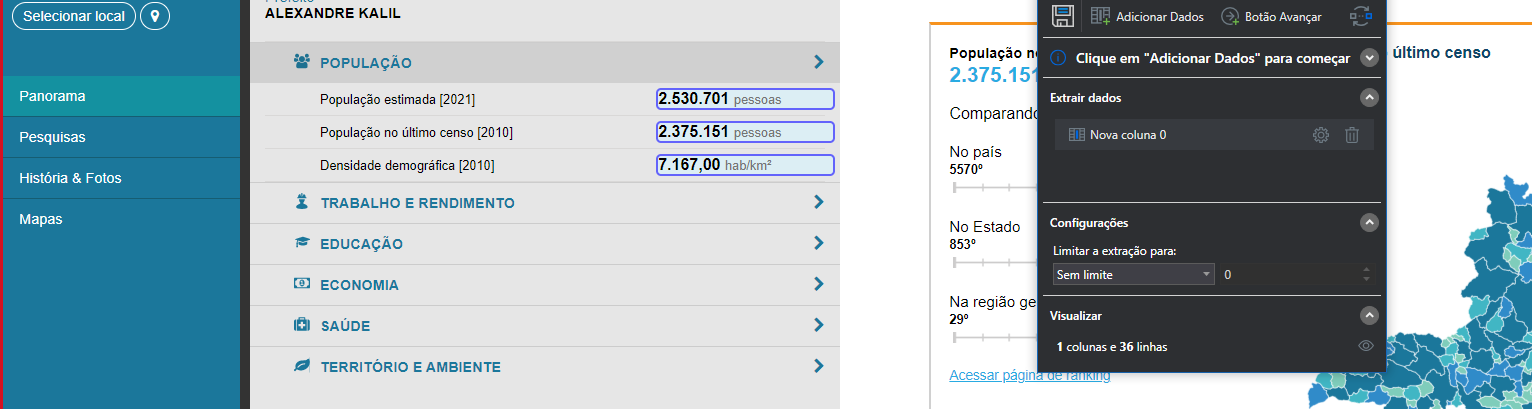 Selecionar local
Panorama
Pesquisas
História & Fotos
Mapas
Prefeito
ALEXANDRE KALIL
POPULAÇÃO
População estimada [2021] 2.530.701 pessoas
População no último censo [2010] 2.375.151 pessoas
Densidade demográfica [2010] 7.167,00 hab/km²
TRABALHO E RENDIMENTO
EDUCAÇÃO
ECONOMIA
SAÚDE
TERRITÓRIO E AMBIENTE
População no último censo
2.375.151
Comparando
No país
5570º
No Estado
853º
Na região ge
29º
Acessar página de ranking
Adicionar Dados
Botão Avançar
Clique em "Adicionar Dados" para começar
Extrair dados
Nova coluna 0
Configurações
Limitar a extração para:
Sem limite 0
Visualizar
1 colunas e 36 linhas